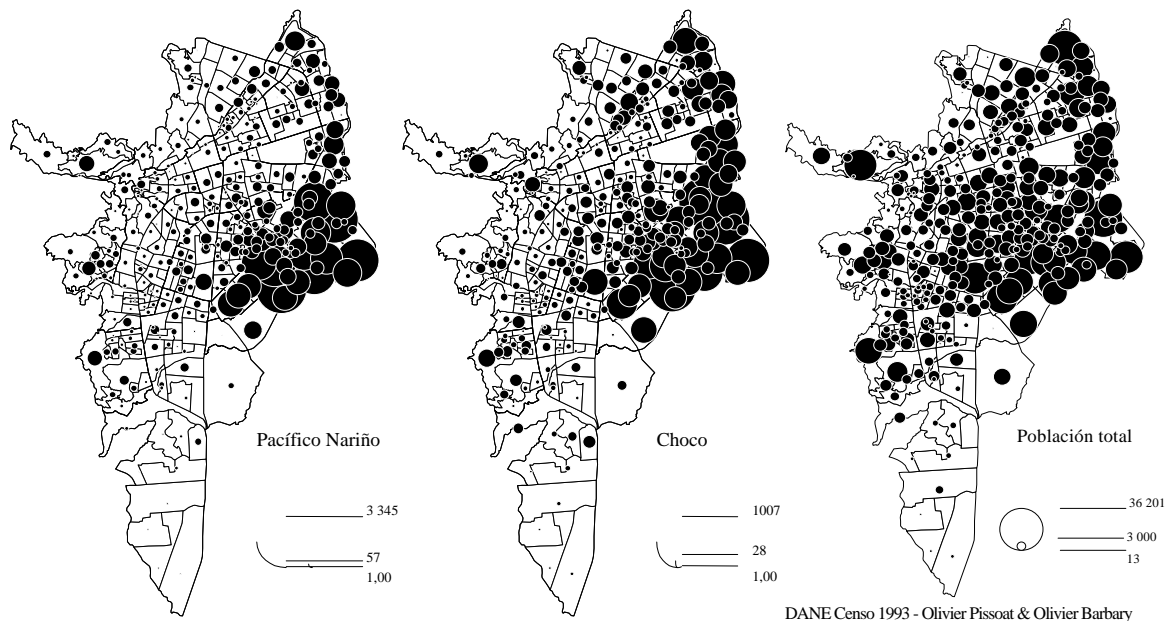 Pacífico Nariño
3 345
57
1,00
Choco
1007
28
1,00
Población total
36 201
3 000
13
DANE Censo 1993 - Olivier Pissoat & Olivier Barbary